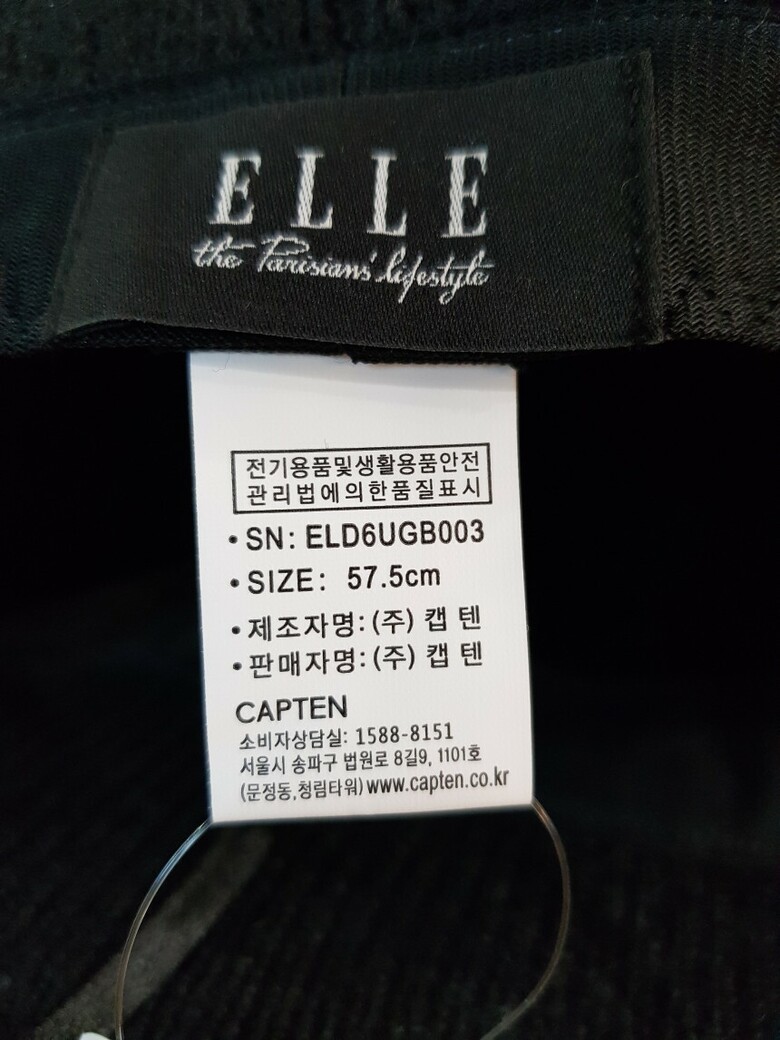 ELLE
the Parisians' lifestyle
전기용품및생활용품안전
관리법에의한품질표시
• SN: ELD6UGB003
• SIZE: 57.5cm
• 제조자명: (주) 캡 텐
• 판매자명: (주) 캡 텐
CAPTEN
소비자상담실: 1588-8151
서울시 송파구 법원로 8길9, 1101호
(문정동,청림타워) www.capten.co.kr